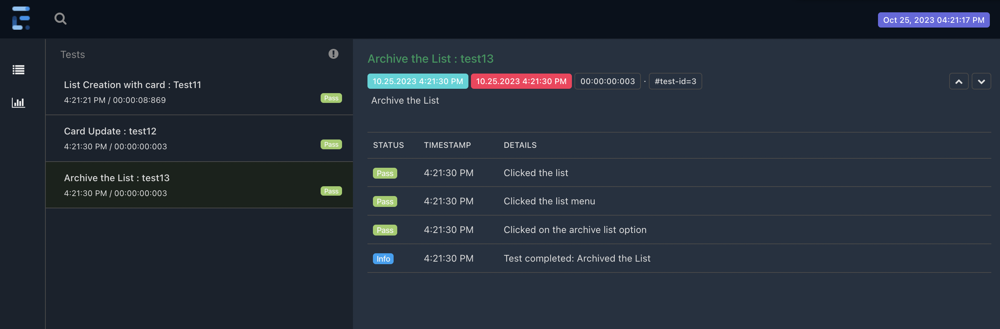 Oct 25, 2023 04:21:17 PM
Tests
List Creation with card : Test11
4:21:21 PM / 00:00:08:869
Pass
Card Update : test12
4:21:30 PM / 00:00:00:003
Pass
Archive the List : test13
4:21:30 PM / 00:00:00:003
Pass
Archive the List : test13
10.25.2023 4:21:30 PM 10.25.2023 4:21:30 PM 00:00:00:003 · #test-id=3
Archive the List
STATUS TIMESTAMP DETAILS
Pass 4:21:30 PM Clicked the list
Pass 4:21:30 PM Clicked the list menu
Pass 4:21:30 PM Clicked on the archive list option
Info 4:21:30 PM Test completed: Archived the List